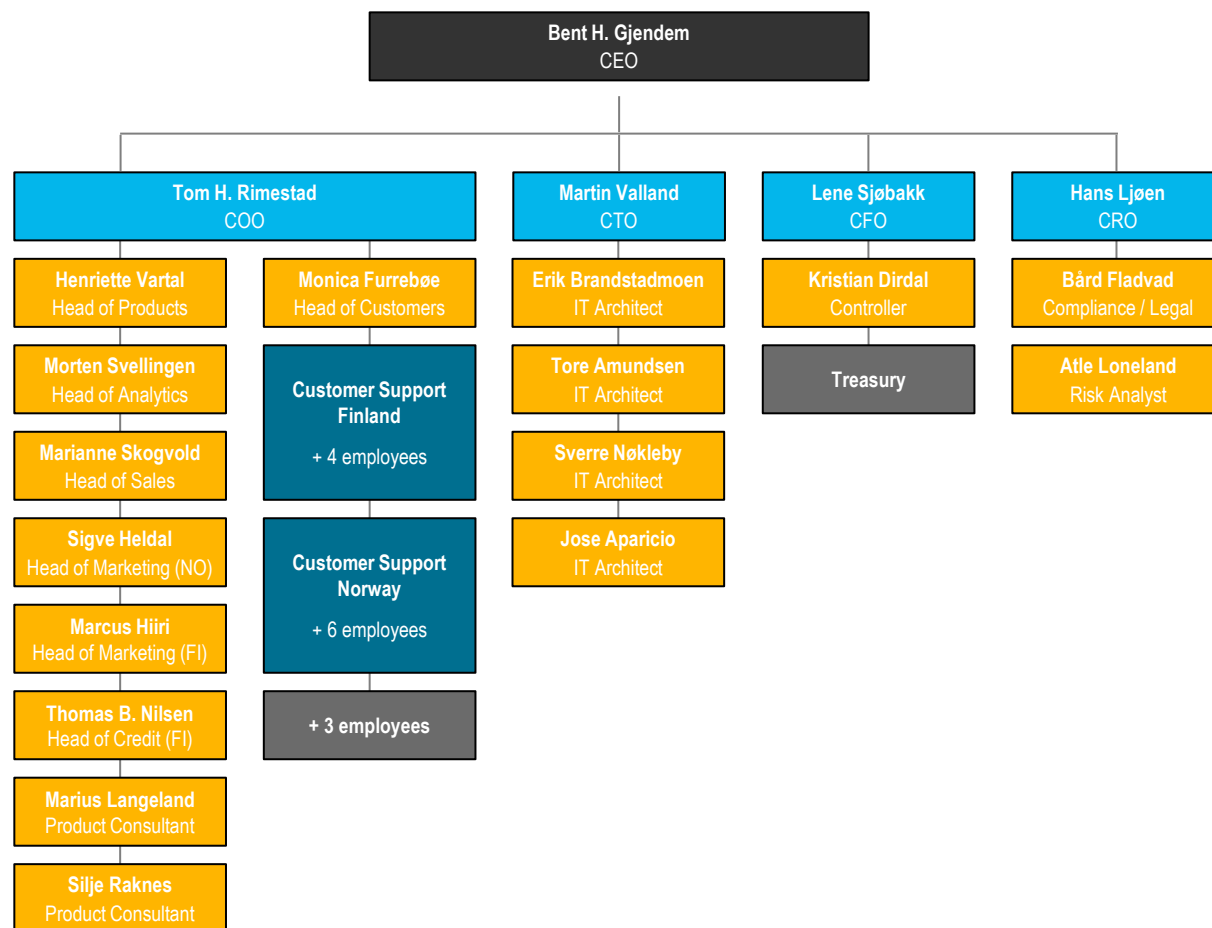 Bent H. Gjendem
CEO
Tom H. Rimestad
COO
Martin Valland
CTO
Lene Sjøbakk
CFO
Hans Ljøen
CRO
Henriette Vartal
Head of Products
Morten Svellingen
Head of Analytics
Marianne Skogvold
Head of Sales
Sigve Heldal
Head of Marketing (NO)
Marcus Hiiri
Head of Marketing (FI)
Thomas B. Nilsen
Head of Credit (FI)
Marius Langeland
Product Consultant
Silje Raknes
Product Consultant
Monica Furrebøe
Head of Customers
Customer Support
Finland
+ 4 employees
Customer Support
Norway
+ 6 employees
+ 3 employees
Erik Brandstadmoen
IT Architect
Tore Amundsen
IT Architect
Sverre Nøkleby
IT Architect
Jose Aparicio
IT Architect
Kristian Dirdal
Controller
Treasury
Bård Fladvad
Compliance / Legal
Atle Loneland
Risk Analyst